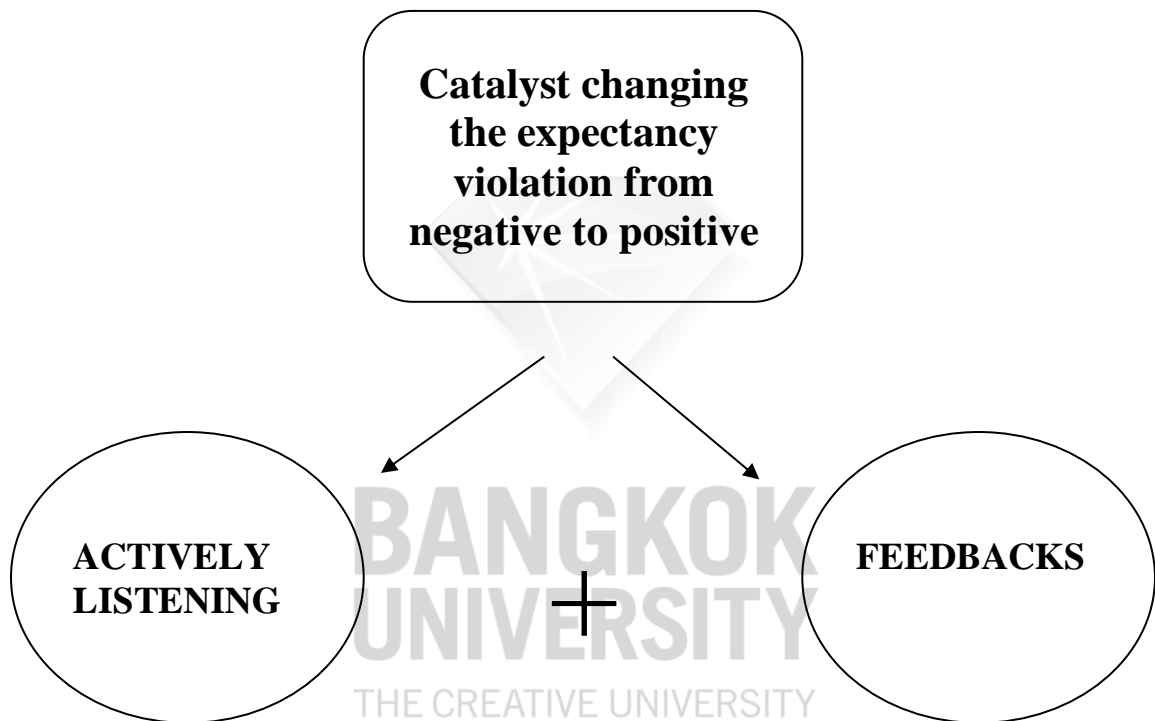 Catalyst changing
the expectancy
violation from
negative to positive
ACTIVELY
LISTENING
+
FEEDBACKS
BANGKOK
UNIVERSITY
THE CREATIVE UNIVERSITY